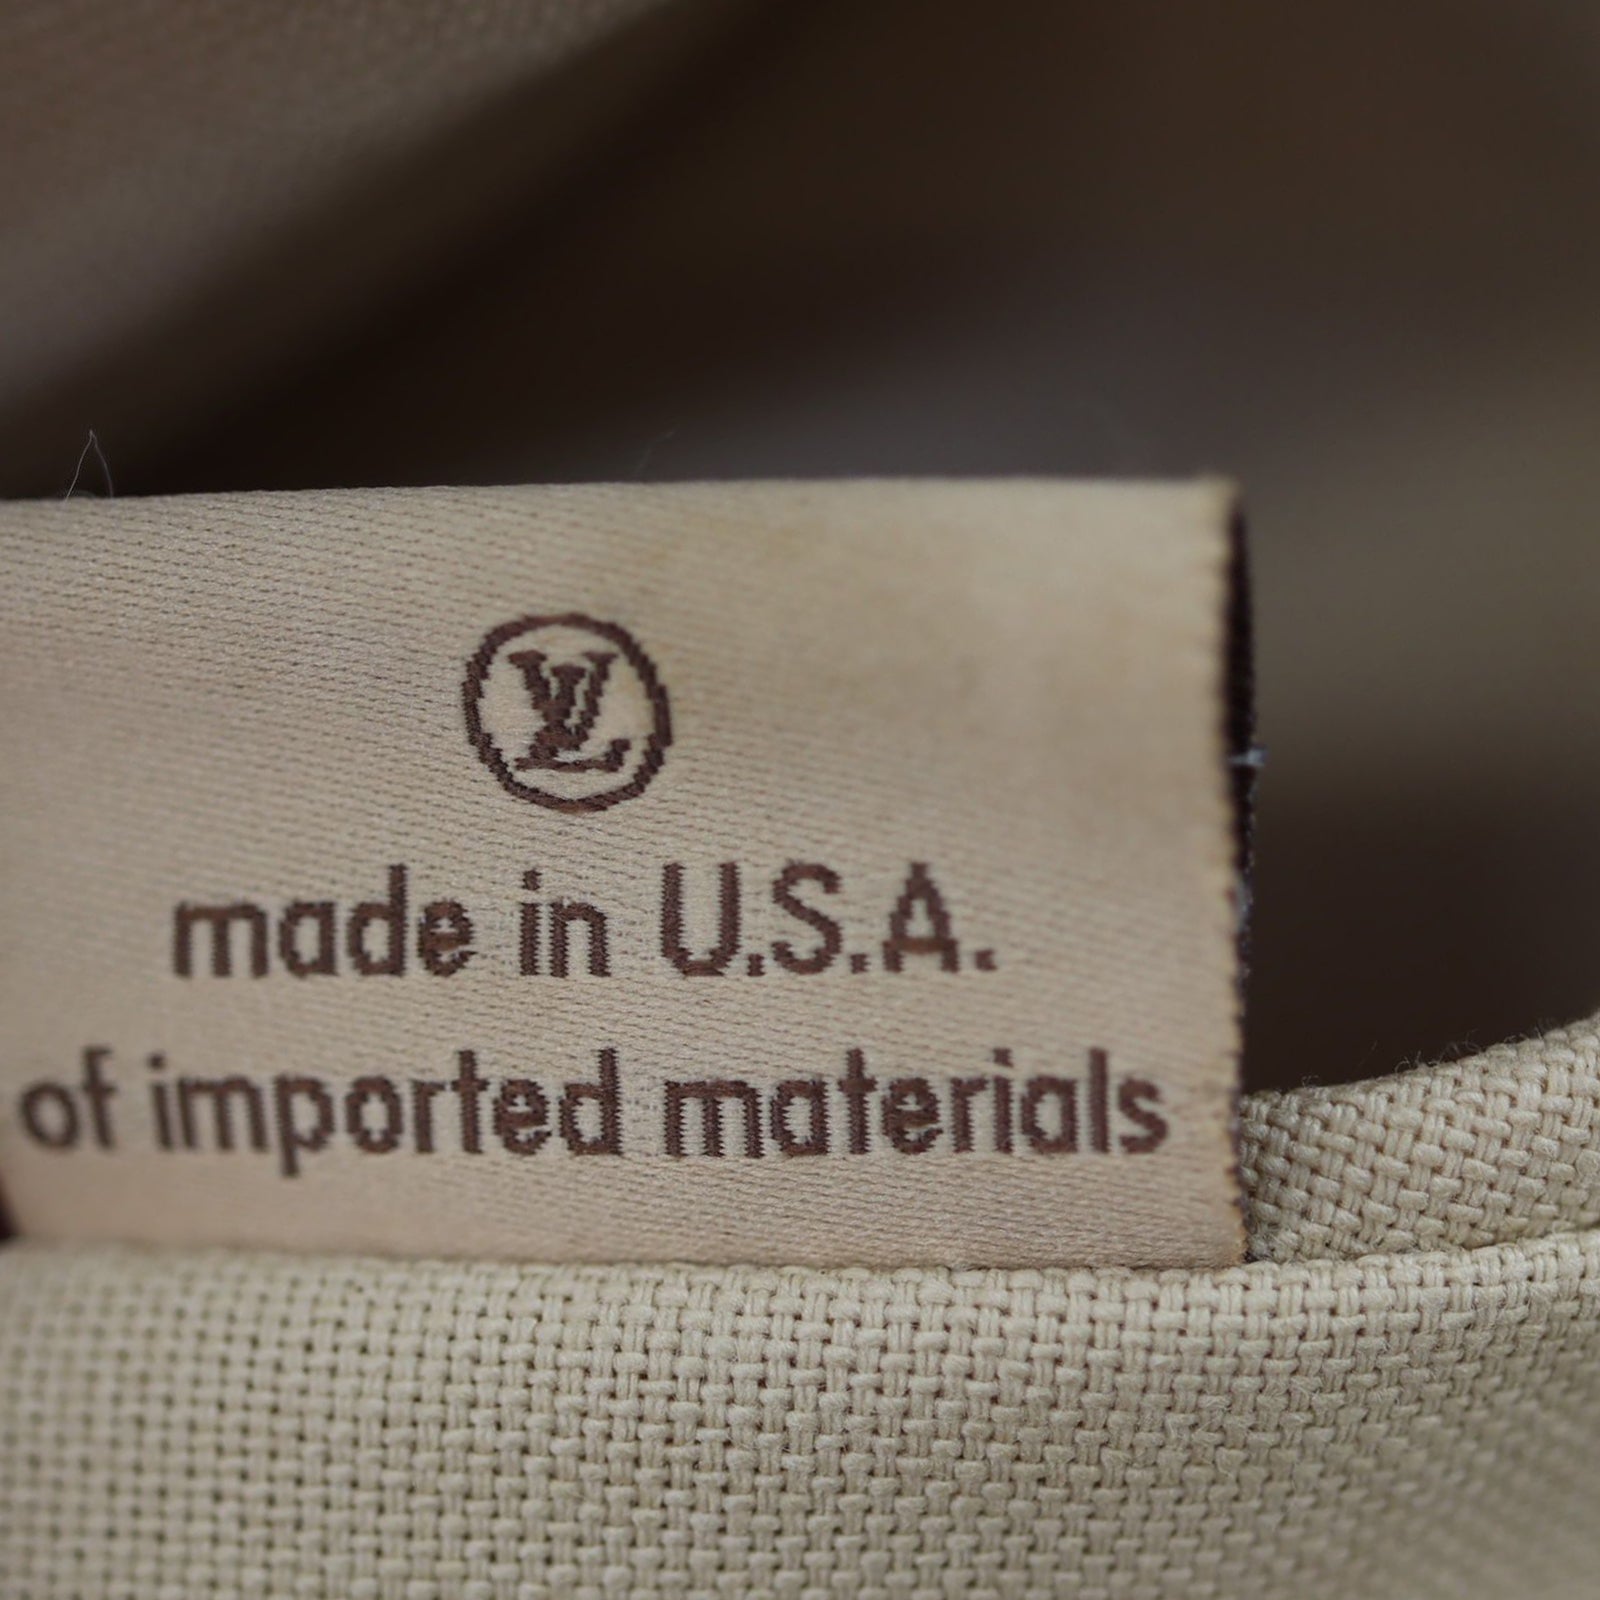 LV
made in U.S.A.
of imported materials